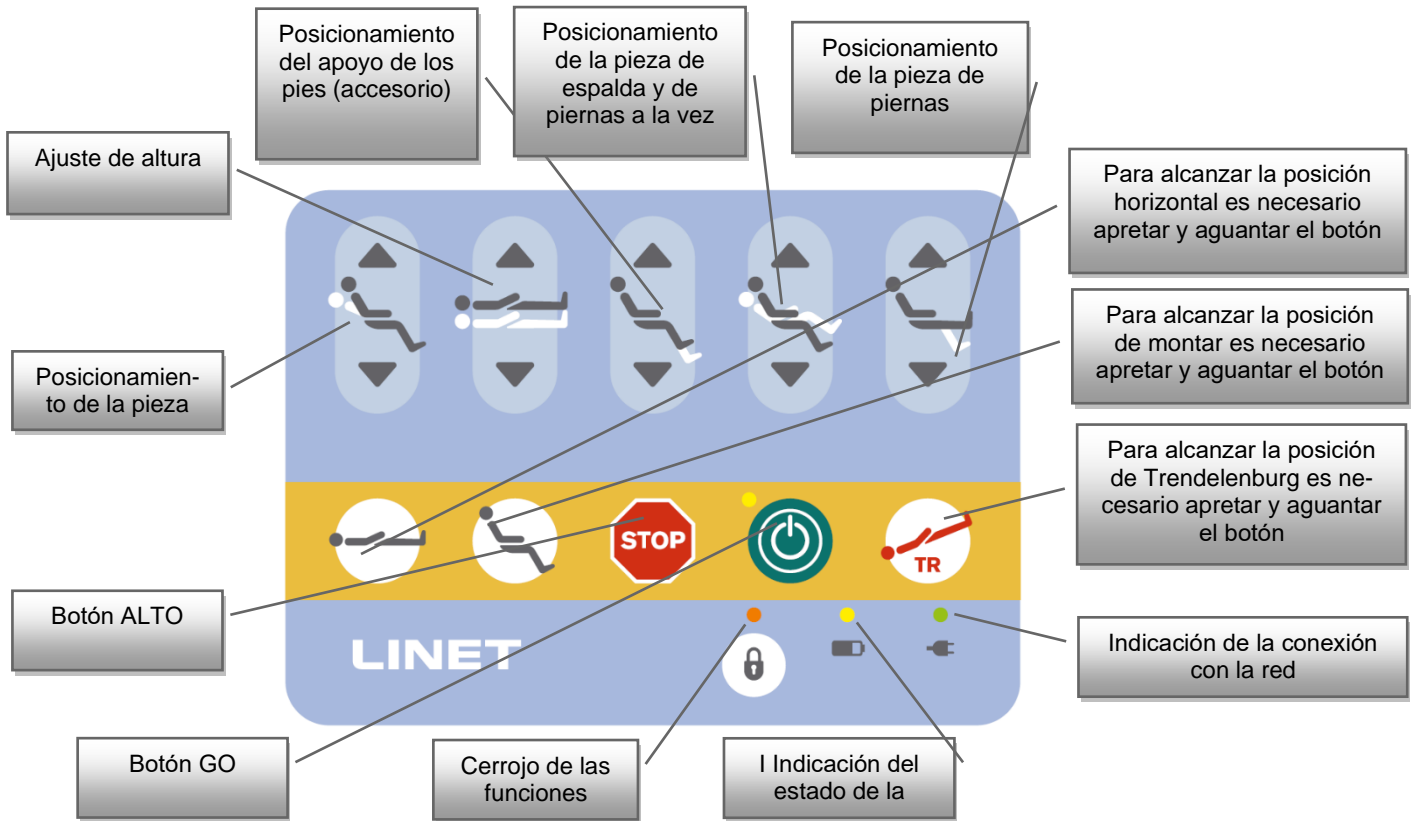 Posicionamiento
del apoyo de los
pies (accesorio)
Posicionamiento
de la pieza de
espalda y de
piernas a la vez
Posicionamiento
de la pieza de
piernas
Ajuste de altura
Para alcanzar la posición
horizontal es necesario
apretar y aguantar el botón
Para alcanzar la posición
de montar es necesario
apretar y aguantar el botón
Posicionamien-
to de la pieza
Para alcanzar la posición
de Trendelenburg es ne-
cesario apretar y aguantar
el botón
STOP
TR
Botón ALTO
LINET
Indicación de la conexión
con la red
Botón GO
Cerrojo de las
funciones
I Indicación del
estado de la